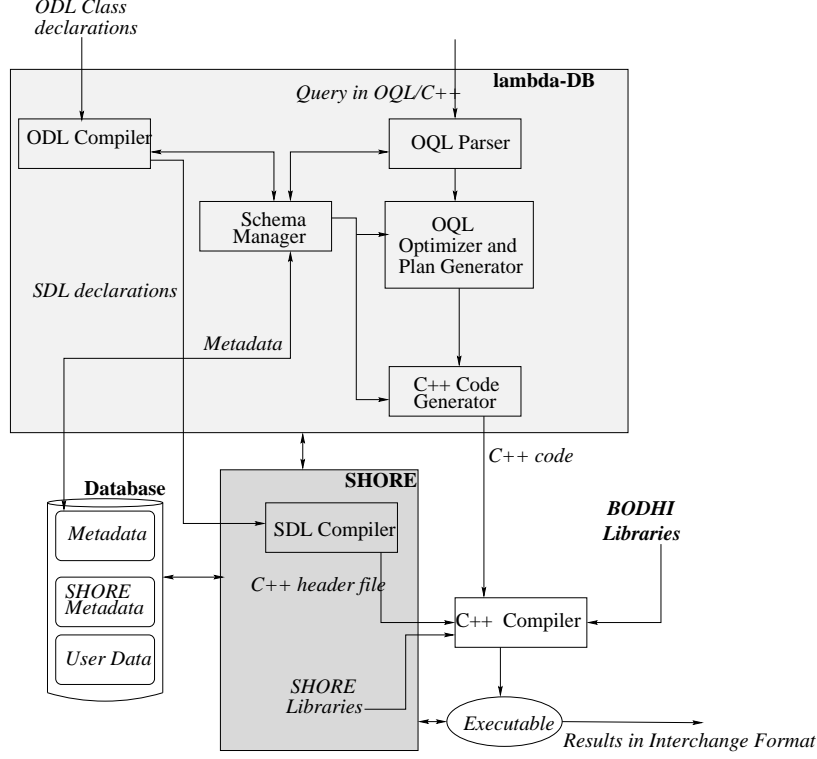 ODL Class
declarations
lambda-DB
Query in OQL/C++
ODL Compiler
OQL Parser
Schema
Manager
OQL
Optimizer and
Plan Generator
SDL declarations
Metadata
C++ Code
Generator
C++ code
SHORE
Database
BODHI
Libraries
Metadata
SDL Compiler
C++ header file
SHORE
Metadata
C++ Compiler
User Data
SHORE
Libraries
Executable
Results in Interchange Format